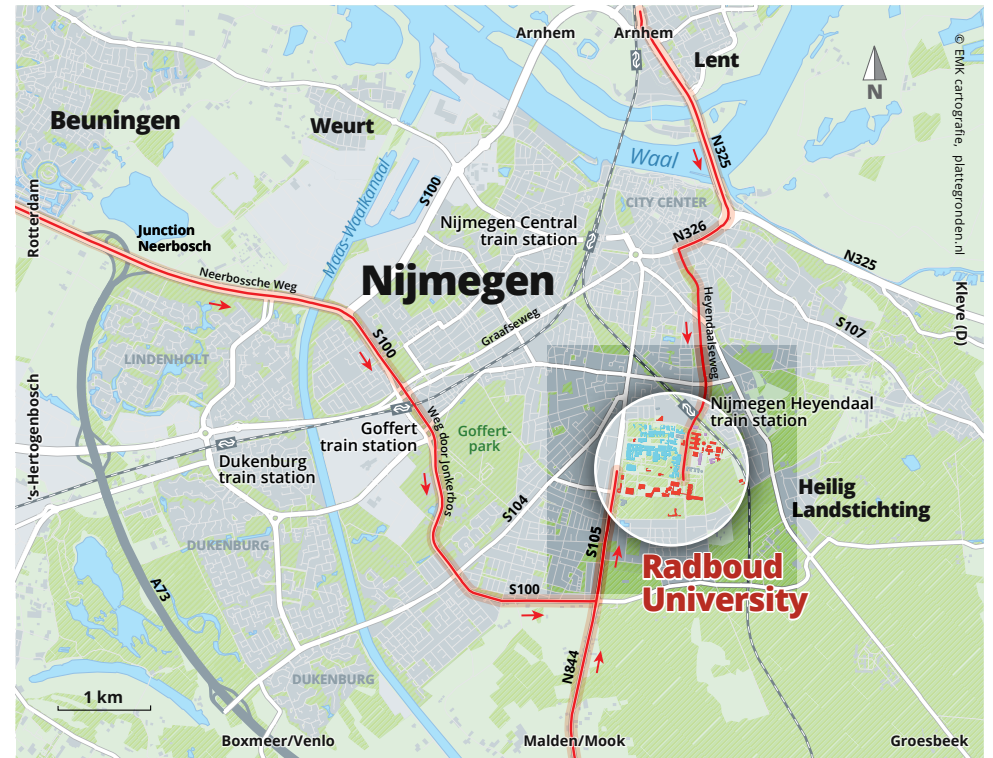 Arnhem
Arnhem
Lent
© EMK cartografie, plattegronden.nl
N
Beuningen
Weurt
N325
Waal
Maas-Waalkanaal
S100
CITY CENTER
Rotterdam
Junction
Neerbosch
Nijmegen Central
train station
N326
N325
Neerbossche Weg
Nijmegen
Heyendaalseweg
Kleve (D)
S107
Graafseweg
S100
LINDENHOLT
's-Hertogenbosch
Weg door Jonkerbos
Nijmegen Heyendaal
train station
Goffert
train station
Goffert-
park
Dukenburg
train station
Heilig
Landstichting
S104
S105
DUKENBURG
Radboud
University
A73
S100
N844
DUKENBURG
1 km
Boxmeer/Venlo
Malden/Mook
Groesbeek